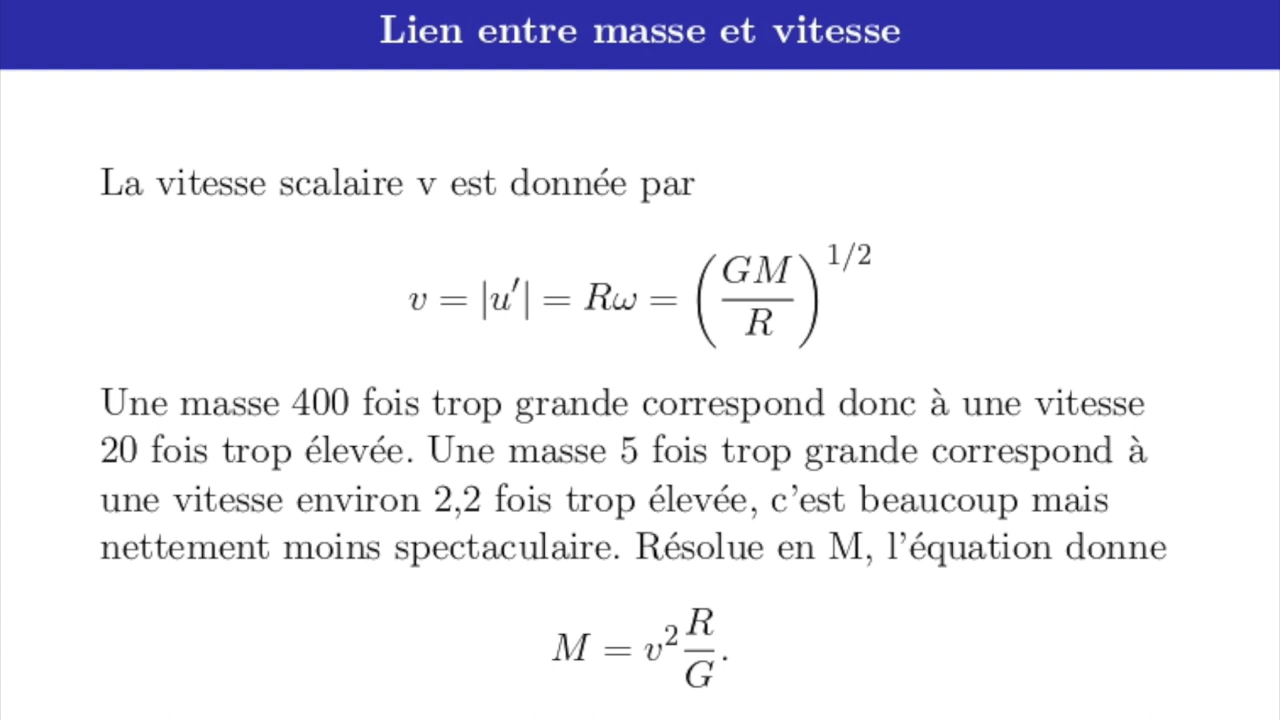 Lien entre masse et vitesse
La vitesse scalaire v est donnée par
v = |u′| = Rω = (GM/R)^{1/2}
Une masse 400 fois trop grande correspond donc à une vitesse
20 fois trop élevée. Une masse 5 fois trop grande correspond à
une vitesse environ 2,2 fois trop élevée, c'est beaucoup mais
nettement moins spectaculaire. Résolue en M, l'équation donne
M = v² R/G.